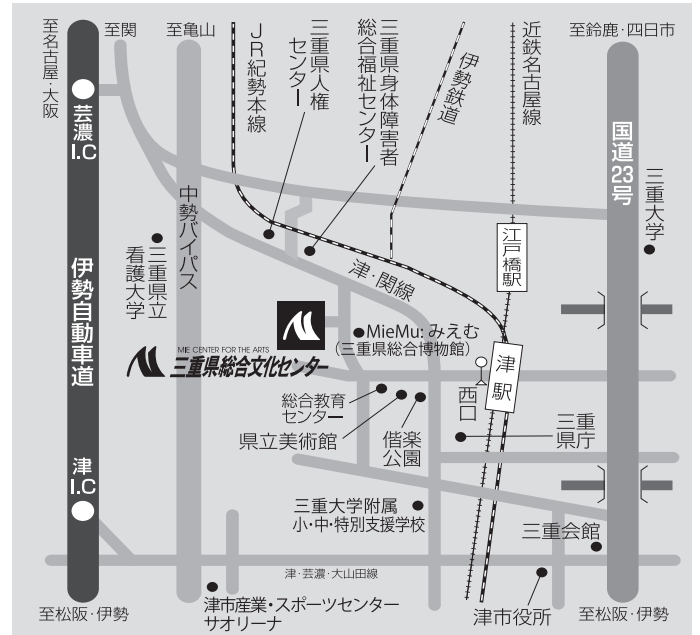 至名古屋・大阪
至関
至亀山
JR紀勢本線
三重県人権
センター
三重県身体障害者
総合福祉センター
伊勢鉄道
近鉄名古屋線
至鈴鹿・四日市
芸濃
I.C
国道23号
三重大学
中勢バイパス
三重県立
看護大学
江戸橋駅
伊勢自動車道
津・関線
MieMu:みえむ
(三重県総合博物館)
MIE CENTER FOR THE ARTS
三重県総合文化センター
津駅
西口
総合教育
センター
県立美術館
偕楽
公園
三重
県庁
津
I.C
三重大学附属
小・中・特別支援学校
三重会館
津・芸濃・大山田線
津市産業・スポーツセンター
サオリーナ
津市役所
至松阪・伊勢
至松阪・伊勢